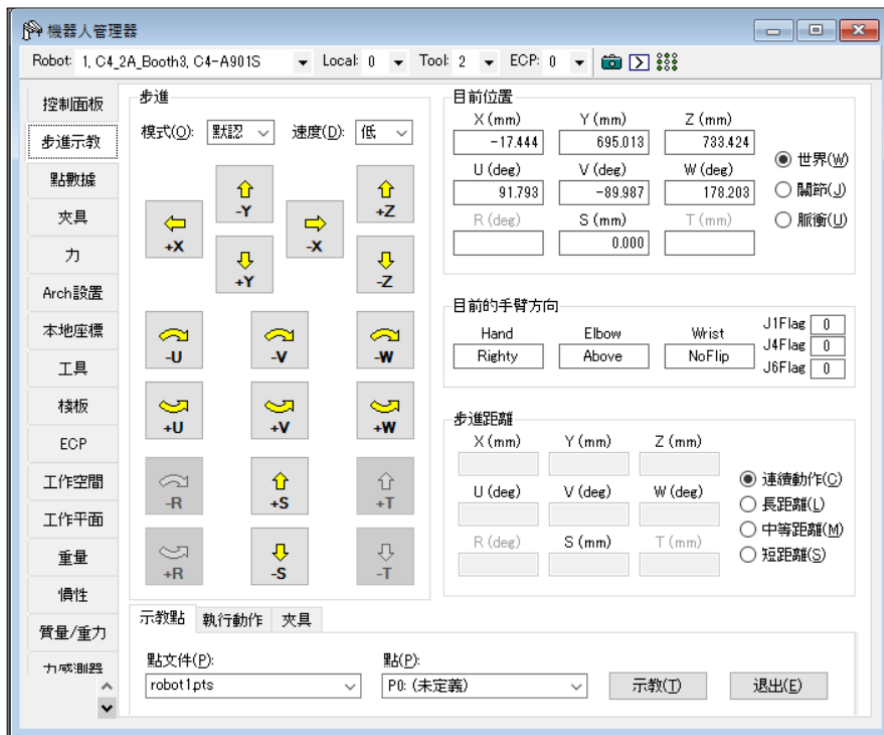 機器人管理器
Robot: 1, C4_2A_Booth3, C4-A901S Local: 0 Tool: 2 ECP: 0
控制面板
步進示教
點數據
夾具
力
Arch設置
本地座標
工具
棧板
ECP
工作空間
工作平面
重量
慣性
質量/重力
力感測器
步進
模式(O): 默認 速度(D): 低
-Y
+Z
+X
-X
+Y
-Z
-U -V -W
+U +V +W
-R +S +T
+R -S -T
目前位置
X (mm) Y (mm) Z (mm)
-17.444 695.013 733.424
U (deg) V (deg) W (deg)
91.793 -89.987 178.203
R (deg) S (mm) T (mm)
0.000
世界(W)
關節(J)
脈衝(U)
目前的手臂方向
Hand Elbow Wrist
Righty Above NoFlip
J1Flag 0
J4Flag 0
J6Flag 0
步進距離
X (mm) Y (mm) Z (mm)
U (deg) V (deg) W (deg)
R (deg) S (mm) T (mm)
連續動作(C)
長距離(L)
中等距離(M)
短距離(S)
示教點 執行動作 夾具
點文件(P): 點(P):
robot1.pts P0: (未定義) 示教(T) 退出(E)